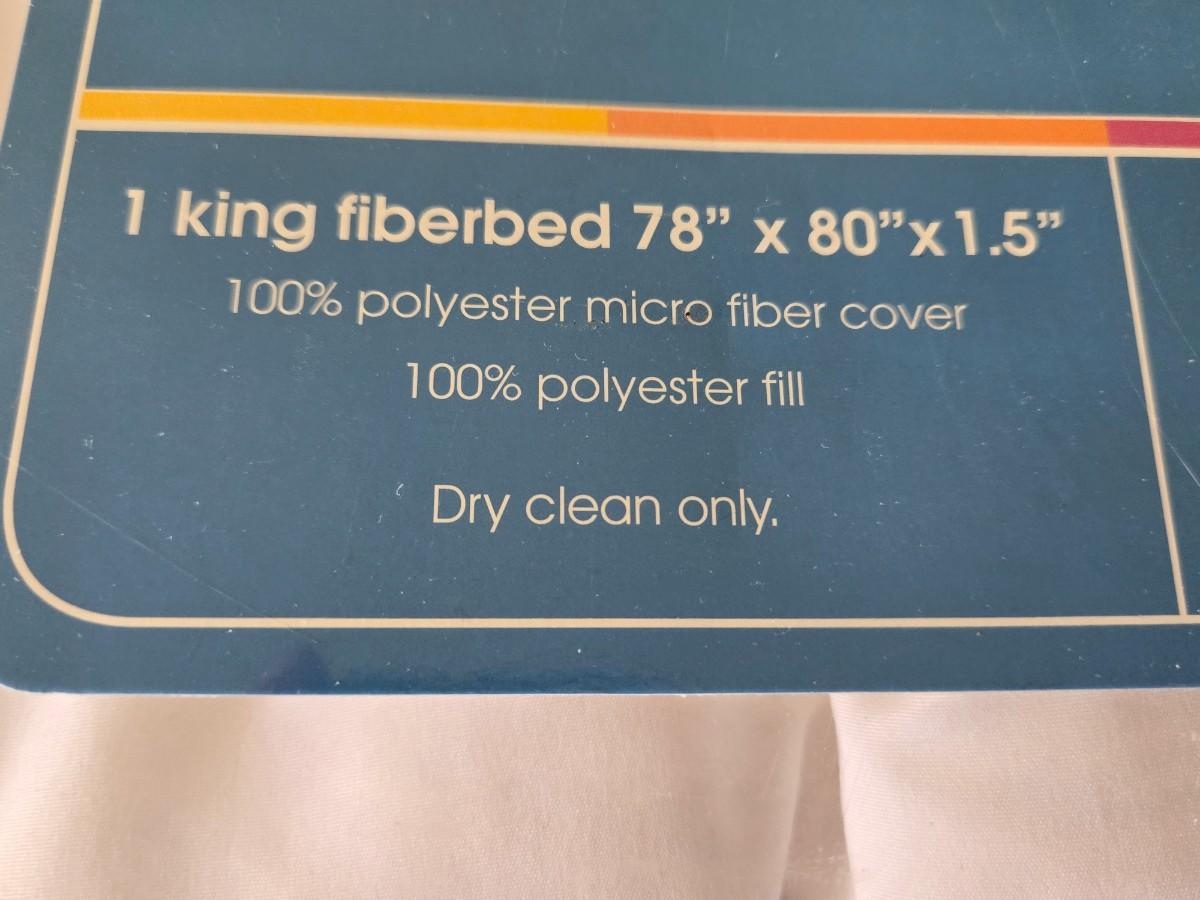 1 king fiberbed 78” x 80”x1.5”
100% polyester micro fiber cover
100% polyester fill
Dry clean only.